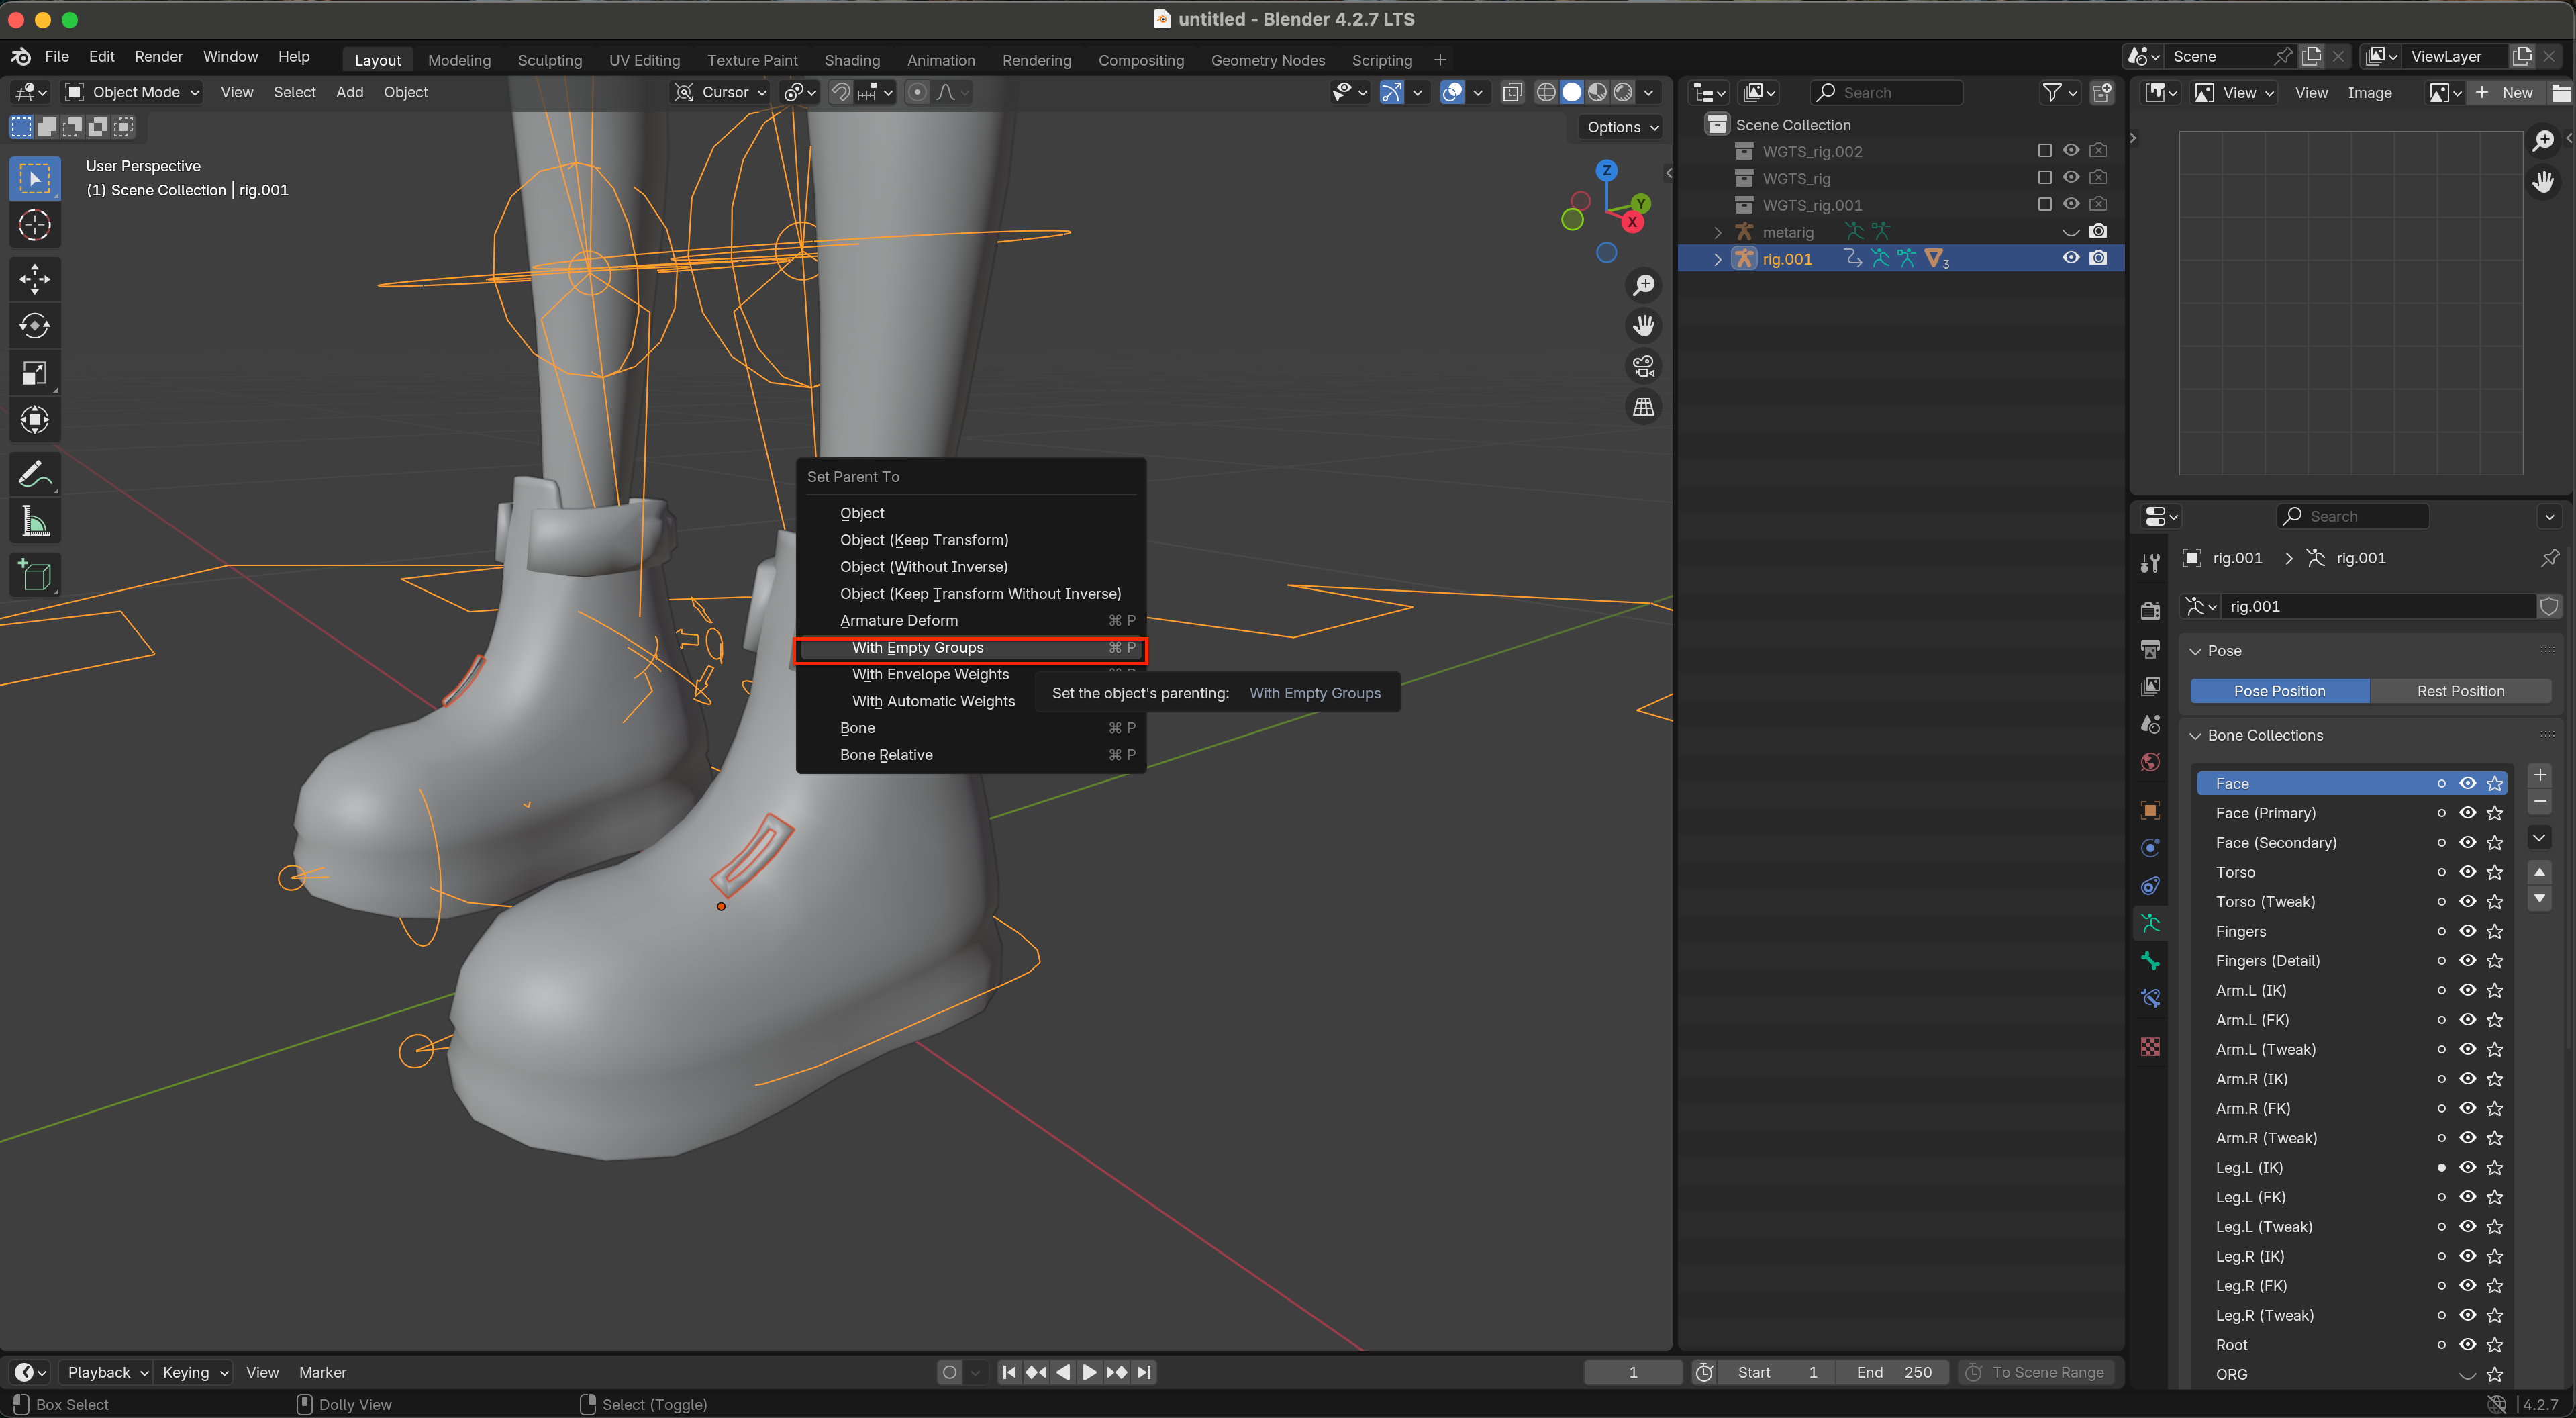 untitled - Blender 4.2.7 LTS
File Edit Render Window Help Layout Modeling Sculpting UV Editing Texture Paint Shading Animation Rendering Compositing Geometry Nodes Scripting Scene ViewLayer
Object Mode View Select Add Object Cursor
Options
User Perspective
(1) Scene Collection | rig.001
Z
Y
X
Set Parent To
Object
Object (Keep Transform)
Object (Without Inverse)
Object (Keep Transform Without Inverse)
Armature Deform ⌘ P
With Empty Groups ⌘ P
With Envelope Weights ⌘ P
With Automatic Weights
Bone ⌘ P
Bone Relative ⌘ P
Set the object's parenting: With Empty Groups
Search
Scene Collection
WGTS_rig.002
WGTS_rig
WGTS_rig.001
metarig
rig.001 3
View View Image New
Search
rig.001 rig.001
rig.001
Pose
Pose Position Rest Position
Bone Collections
Face
Face (Primary)
Face (Secondary)
Torso
Torso (Tweak)
Fingers
Fingers (Detail)
Arm.L (IK)
Arm.L (FK)
Arm.L (Tweak)
Arm.R (IK)
Arm.R (FK)
Arm.R (Tweak)
Leg.L (IK)
Leg.L (FK)
Leg.L (Tweak)
Leg.R (IK)
Leg.R (FK)
Leg.R (Tweak)
Root
ORG
Playback Keying View Marker 1 Start 1 End 250 To Scene Range
Box Select Dolly View Select (Toggle) 4.2.7